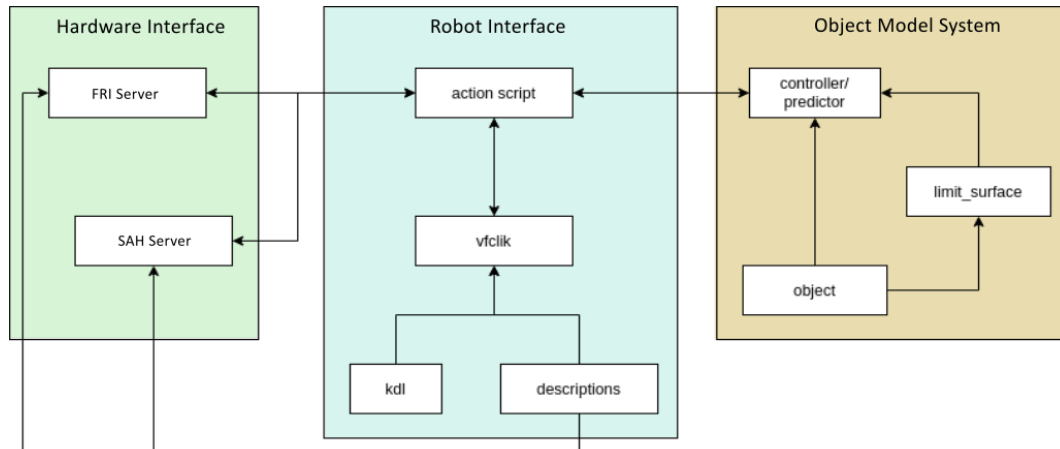 Hardware Interface
Robot Interface
Object Model System
FRI Server
action script
controller/
predictor
limit_surface
SAH Server
vfclik
object
kdl
descriptions